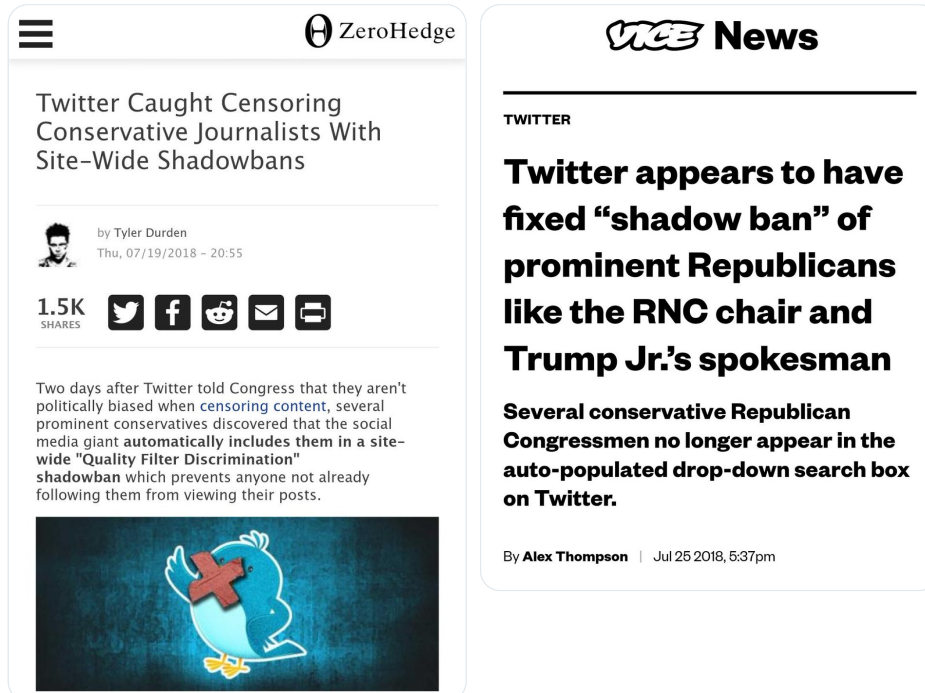 ZeroHedge
Twitter Caught Censoring
Conservative Journalists With
Site-Wide Shadowbans
by Tyler Durden
Thu, 07/19/2018 - 20:55
1.5K
SHARES
Two days after Twitter told Congress that they aren't
politically biased when censoring content, several
prominent conservatives discovered that the social
media giant automatically includes them in a site-
wide "Quality Filter Discrimination"
shadowban which prevents anyone not already
following them from viewing their posts.
VICE News
TWITTER
Twitter appears to have
fixed “shadow ban” of
prominent Republicans
like the RNC chair and
Trump Jr.’s spokesman
Several conservative Republican
Congressmen no longer appear in the
auto-populated drop-down search box
on Twitter.
By Alex Thompson | Jul 25 2018, 5:37pm